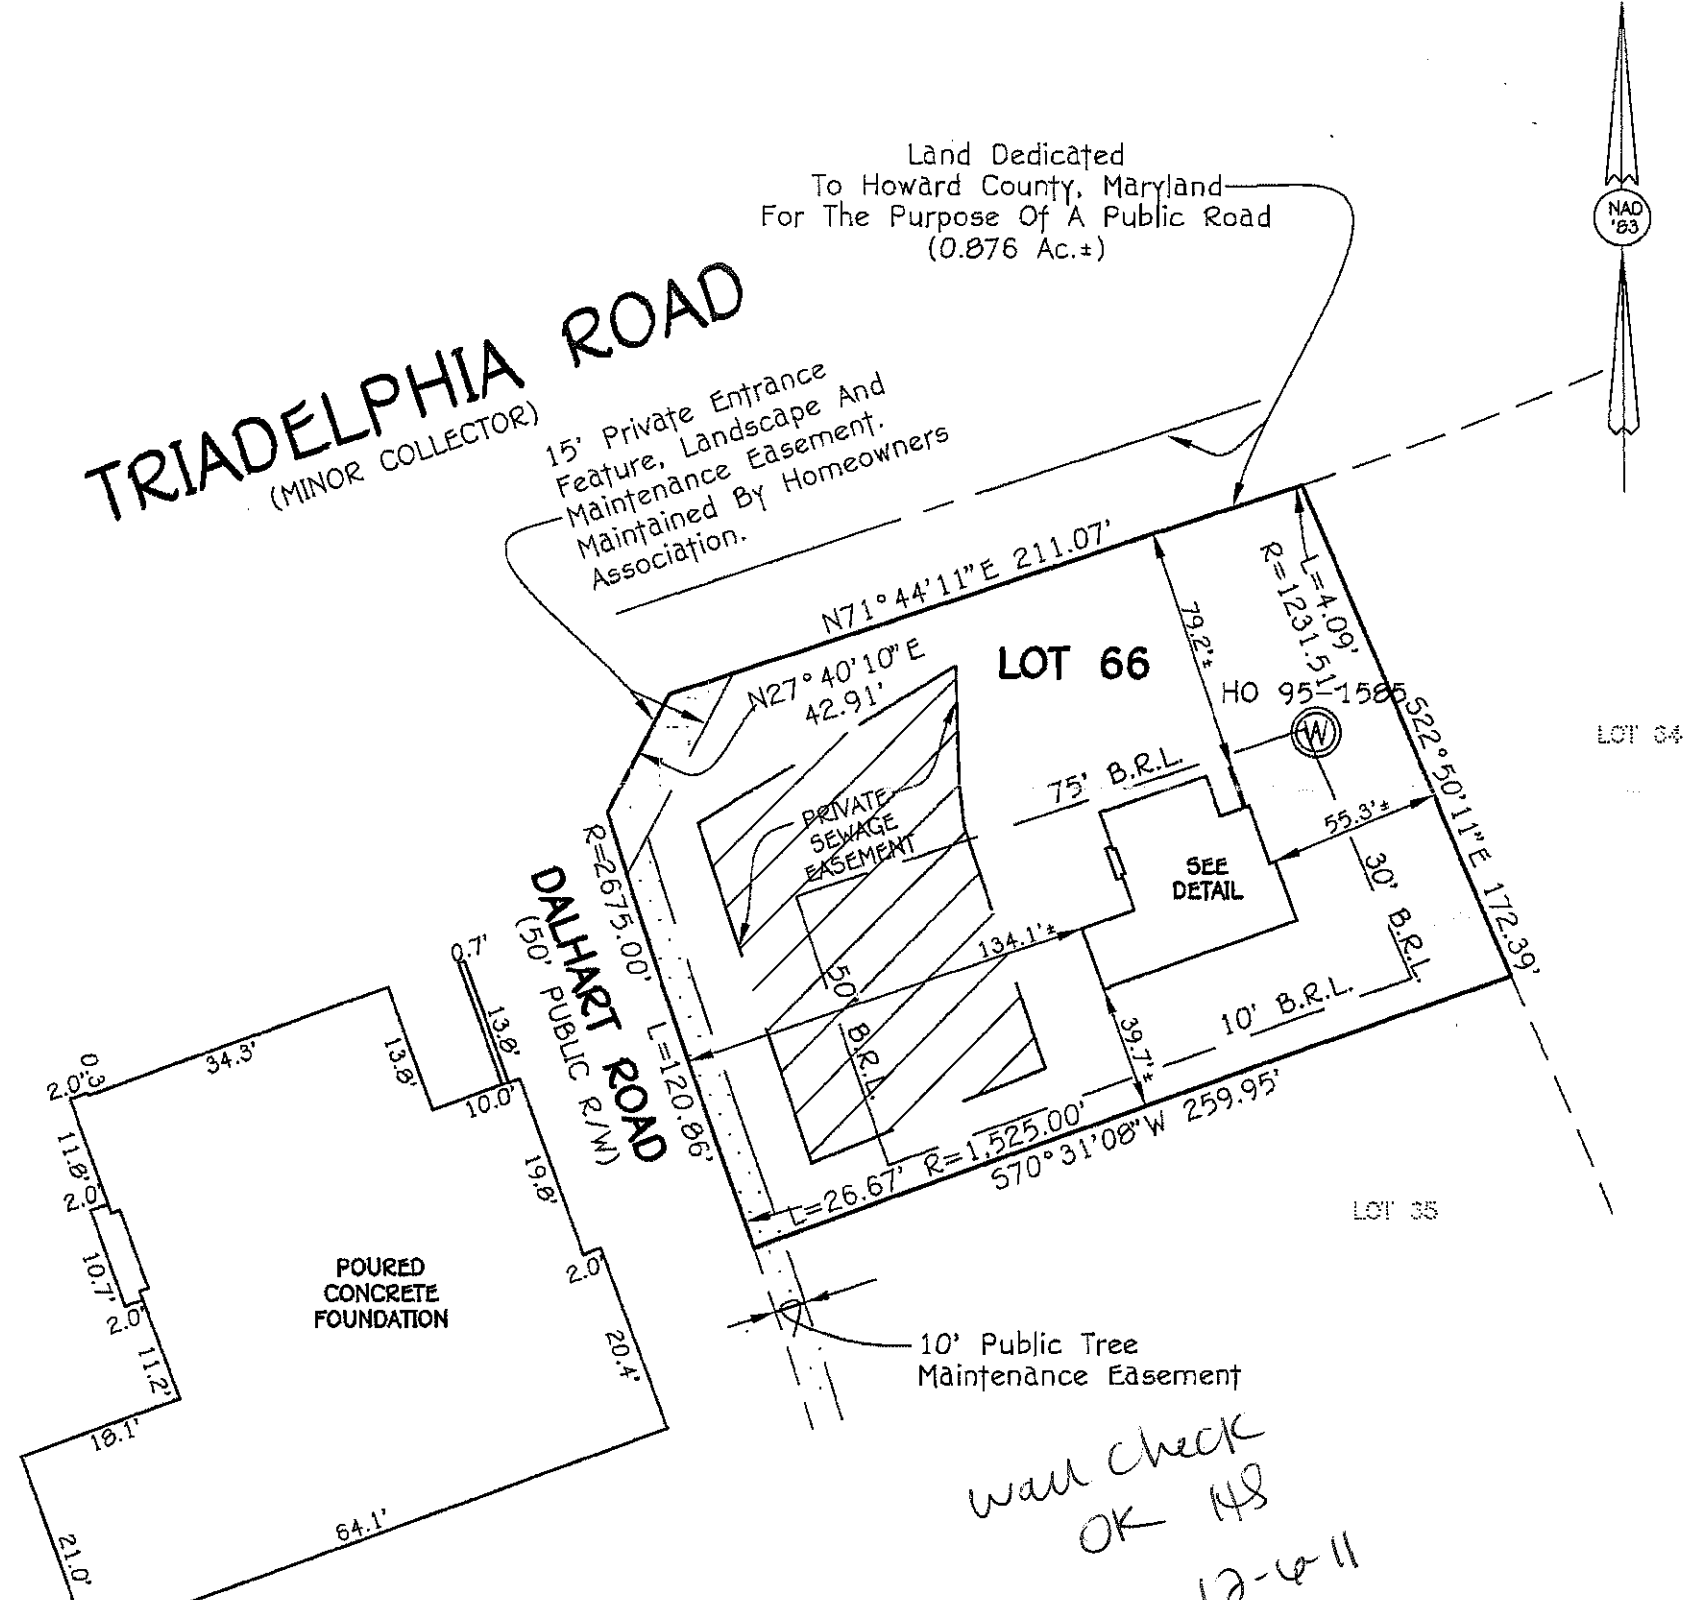 Land Dedicated
To Howard County, Maryland
For The Purpose Of A Public Road
(0.876 Ac.±)
NAD
'83
TRIADELPHIA ROAD
(MINOR COLLECTOR)
15' Private Entrance
Feature, Landscape And
Maintenance Easement.
Maintained By Homeowners
Association.
N71°44'11"E 211.07'
N27°40'10"E
42.91'
LOT 66
79.2'±
L=4.09'
R=1231.51'
HO 95-1585
W
S22°50'11"E 172.39'
LOT 34
75' B.R.L.
PRIVATE
SEWAGE
EASEMENT
SEE
DETAIL
55.3'±
30' B.R.L.
134.1'±
50'
B.R.L.
39.7'±
10' B.R.L.
R=2675.00' L=120.86'
DALHART ROAD
(50' PUBLIC R/W)
L=26.67' R=1,525.00'
S70°31'08"W 259.95'
LOT 35
0.7'
13.8'
34.3'
13.8'
10.0'
0.3'
2.0'
11.8'
2.0'
10.7'
2.0'
11.2'
18.1'
21.0'
64.1'
19.8'
2.0'
20.4'
POURED
CONCRETE
FOUNDATION
10' Public Tree
Maintenance Easement
Wall Check
OK
12-6-11